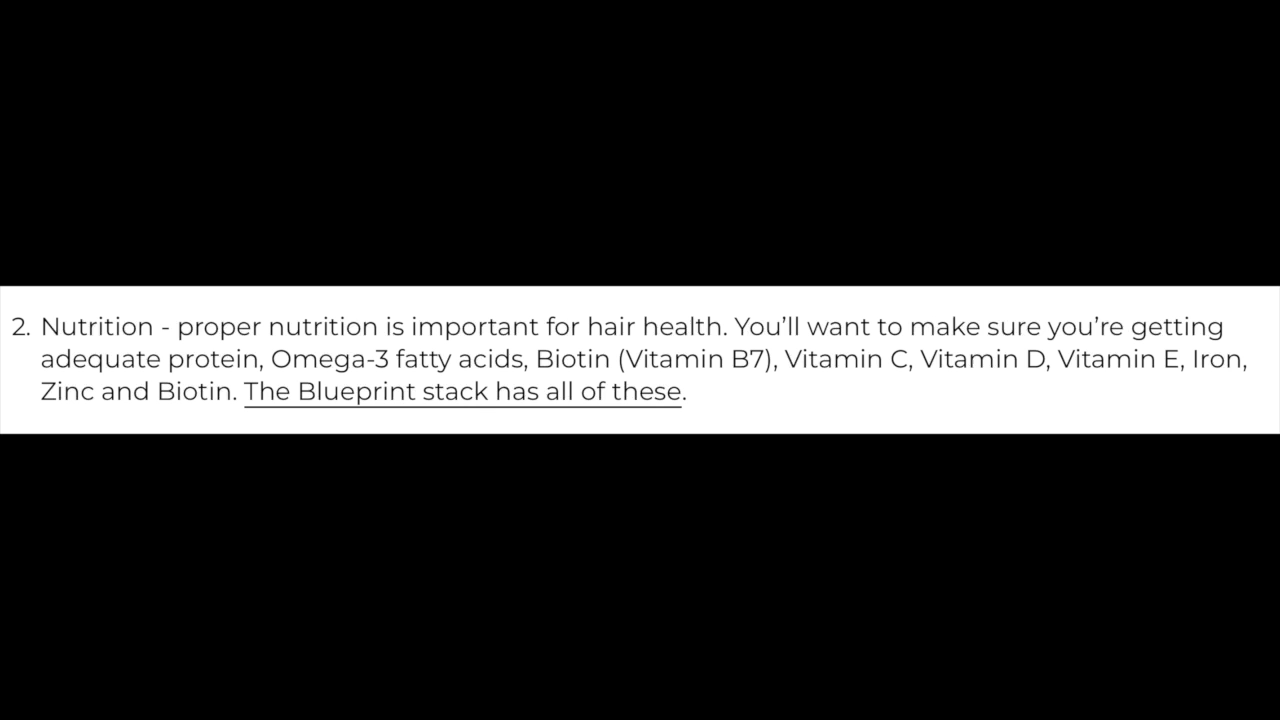 2. Nutrition - proper nutrition is important for hair health. You’ll want to make sure you’re getting
adequate protein, Omega-3 fatty acids, Biotin (Vitamin B7), Vitamin C, Vitamin D, Vitamin E, Iron,
Zinc and Biotin. The Blueprint stack has all of these.